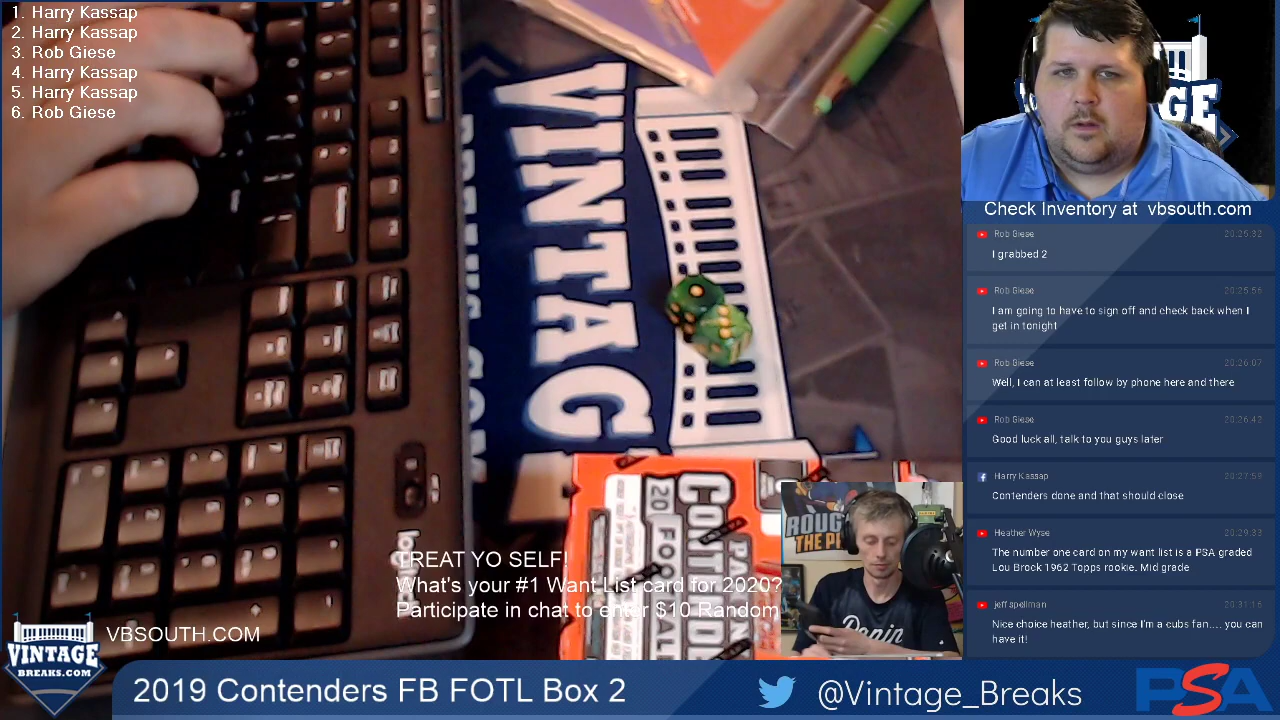 1. Harry Kassap
2. Harry Kassap
3. Rob Giese
4. Harry Kassap
5. Harry Kassap
6. Rob Giese
VINTAG
20
CONTENDE
FOOTBALL
PANIN
TREAT YO SELF!
What's your #1 Want List card for 2020?
Participate in chat to enter $10 Random
ROUG
THE P
VBSOUTH.COM
VINTAGE
BREAKS.COM
2019 Contenders FB FOTL Box 2
@Vintage_Breaks
PSA
GE
Check Inventory at vbsouth.com
Rob Giese 20:25:32
I grabbed 2
Rob Giese 20:25:56
I am going to have to sign off and check back when I
get in tonight
Rob Giese 20:26:07
Well, I can at least follow by phone here and there
Rob Giese 20:26:42
Good luck all, talk to you guys later
Harry Kassap 20:27:58
Contenders done and that should close
Heather Wyse 20:29:33
The number one card on my want list is a PSA graded
Lou Brock 1962 Topps rookie. Mid grade
jeff spellman 20:31:16
Nice choice heather, but since I'm a cubs fan.... you can
have it!